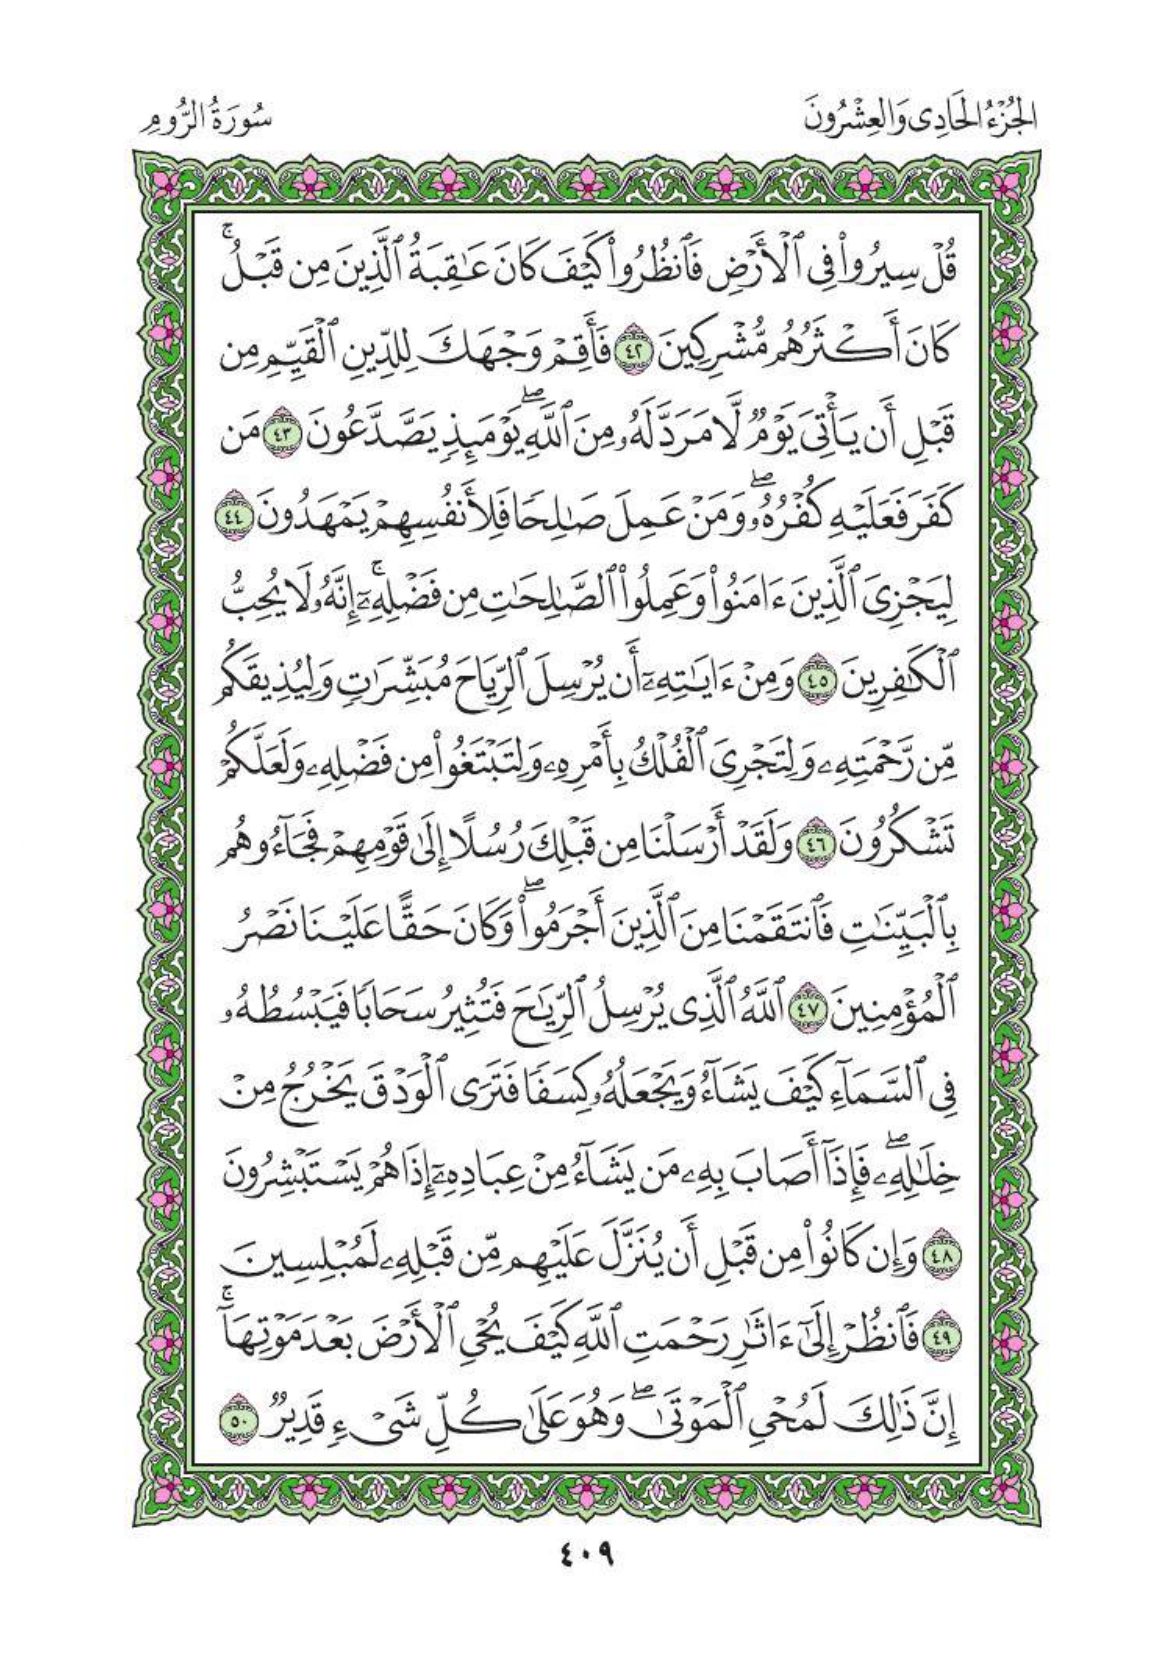 الجُزْءُ الحَادِى وَالعِشْرُونَ
سُورَةُ الرُّومِ
قُلْ سِيرُوا۟ فِى ٱلْأَرْضِ فَٱنظُرُوا۟ كَيْفَ كَانَ عَـٰقِبَةُ ٱلَّذِينَ مِن قَبْلُ ۚ
كَانَ أَكْثَرُهُم مُّشْرِكِينَ ٤٢ فَأَقِمْ وَجْهَكَ لِلدِّينِ ٱلْقَيِّمِ مِن
قَبْلِ أَن يَأْتِىَ يَوْمٌ لَّا مَرَدَّ لَهُۥ مِنَ ٱللَّهِ ۖ يَوْمَئِذٍ يَصَّدَّعُونَ ٤٣ مَن
كَفَرَ فَعَلَيْهِ كُفْرُهُۥ ۖ وَمَنْ عَمِلَ صَـٰلِحًا فَلِأَنفُسِهِمْ يَمْهَدُونَ ٤٤
لِيَجْزِىَ ٱلَّذِينَ ءَامَنُوا۟ وَعَمِلُوا۟ ٱلصَّـٰلِحَـٰتِ مِن فَضْلِهِۦٓ ۚ إِنَّهُۥ لَا يُحِبُّ
ٱلْكَـٰفِرِينَ ٤٥ وَمِنْ ءَايَـٰتِهِۦٓ أَن يُرْسِلَ ٱلرِّيَاحَ مُبَشِّرَٰتٍ وَلِيُذِيقَكُم
مِّن رَّحْمَتِهِۦ وَلِتَجْرِىَ ٱلْفُلْكُ بِأَمْرِهِۦ وَلِتَبْتَغُوا۟ مِن فَضْلِهِۦ وَلَعَلَّكُمْ
تَشْكُرُونَ ٤٦ وَلَقَدْ أَرْسَلْنَا مِن قَبْلِكَ رُسُلًا إِلَىٰ قَوْمِهِمْ فَجَآءُوهُم
بِٱلْبَيِّنَـٰتِ فَٱنتَقَمْنَا مِنَ ٱلَّذِينَ أَجْرَمُوا۟ ۖ وَكَانَ حَقًّا عَلَيْنَا نَصْرُ
ٱلْمُؤْمِنِينَ ٤٧ ٱللَّهُ ٱلَّذِى يُرْسِلُ ٱلرِّيَـٰحَ فَتُثِيرُ سَحَابًا فَيَبْسُطُهُۥ
فِى ٱلسَّمَآءِ كَيْفَ يَشَآءُ وَيَجْعَلُهُۥ كِسَفًا فَتَرَى ٱلْوَدْقَ يَخْرُجُ مِنْ
خِلَـٰلِهِۦ ۖ فَإِذَآ أَصَابَ بِهِۦ مَن يَشَآءُ مِنْ عِبَادِهِۦٓ إِذَا هُمْ يَسْتَبْشِرُونَ
٤٨ وَإِن كَانُوا۟ مِن قَبْلِ أَن يُنَزَّلَ عَلَيْهِم مِّن قَبْلِهِۦ لَمُبْلِسِينَ
٤٩ فَٱنظُرْ إِلَىٰٓ ءَاثَـٰرِ رَحْمَتِ ٱللَّهِ كَيْفَ يُحْىِ ٱلْأَرْضَ بَعْدَ مَوْتِهَآ ۚ
إِنَّ ذَٰلِكَ لَمُحْىِ ٱلْمَوْتَىٰ ۖ وَهُوَ عَلَىٰ كُلِّ شَىْءٍ قَدِيرٌ ٥٠
٤٠٩